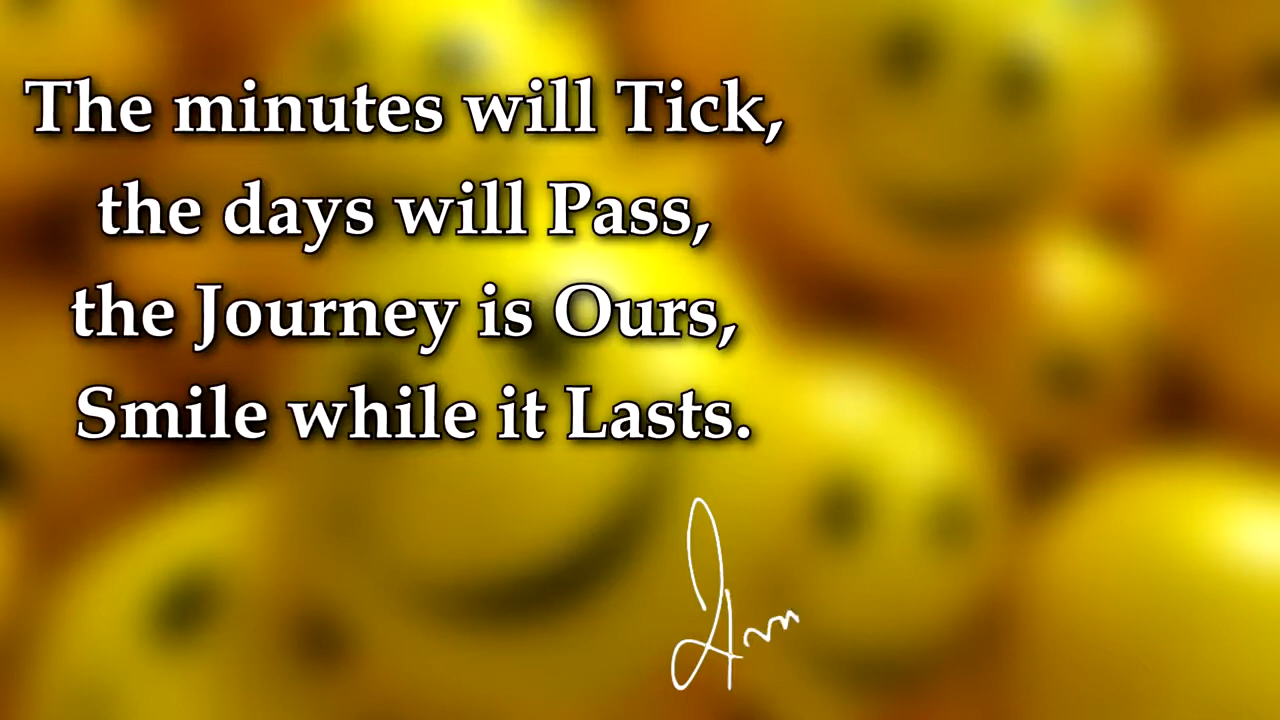 The minutes will Tick,
the days will Pass,
the Journey is Ours,
Smile while it Lasts.